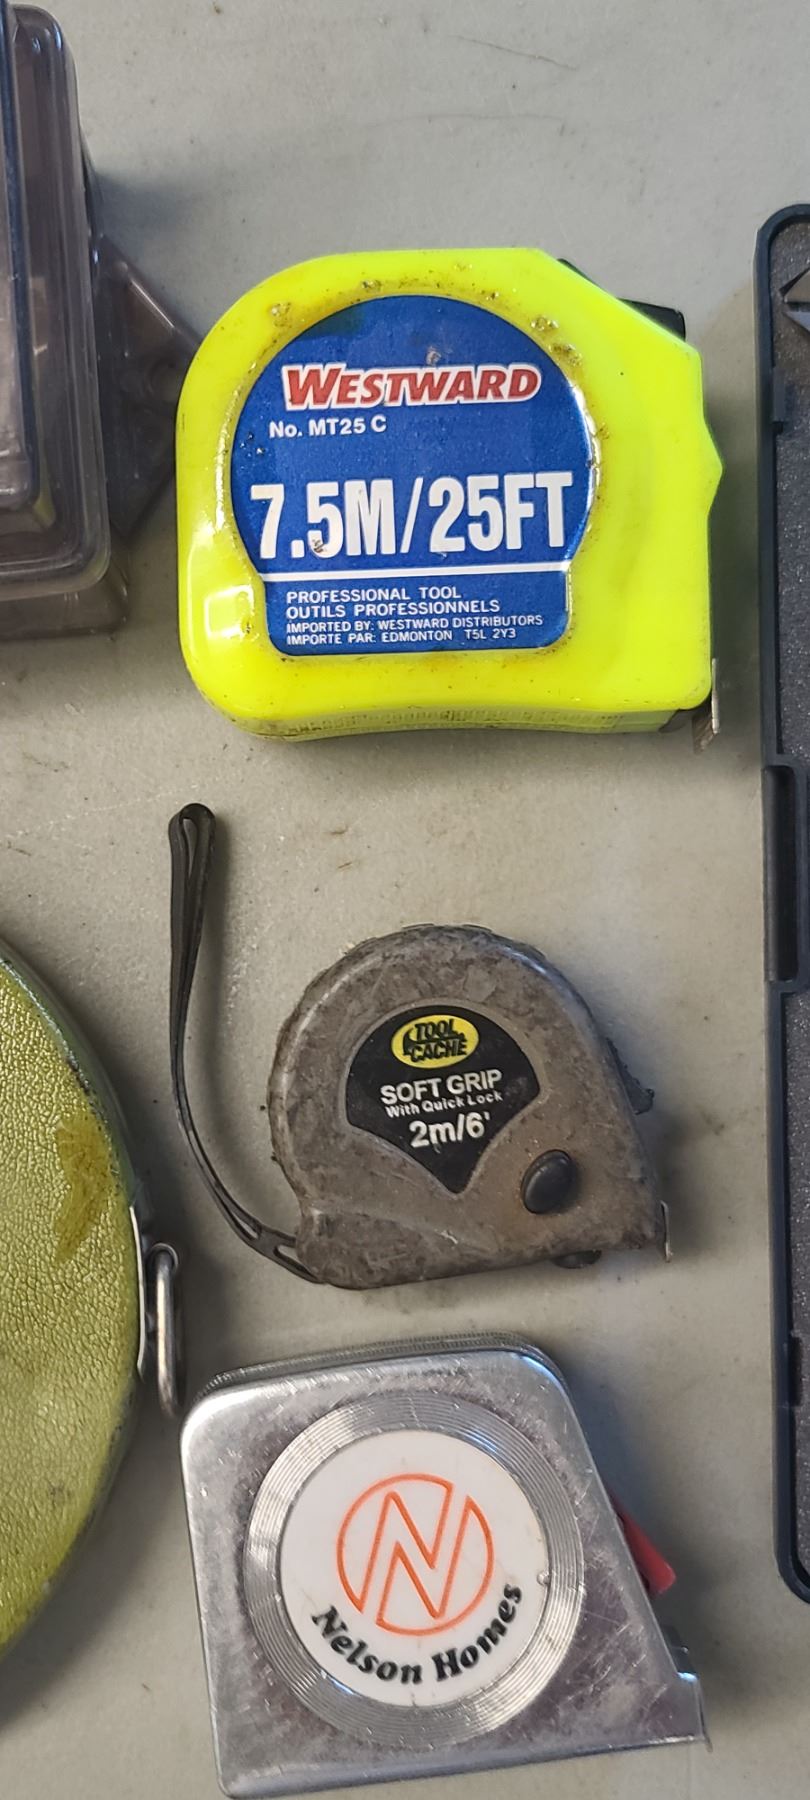 WESTWARD
No. MT25 C
7.5M/25FT
PROFESSIONAL TOOL
OUTILS PROFESSIONNELS
IMPORTED BY: WESTWARD DISTRIBUTORS
IMPORTE PAR: EDMONTON T5L 2Y3
TOOL
CACHE
SOFT GRIP
With Quick Lock
2m/6'
N
Nelson Homes